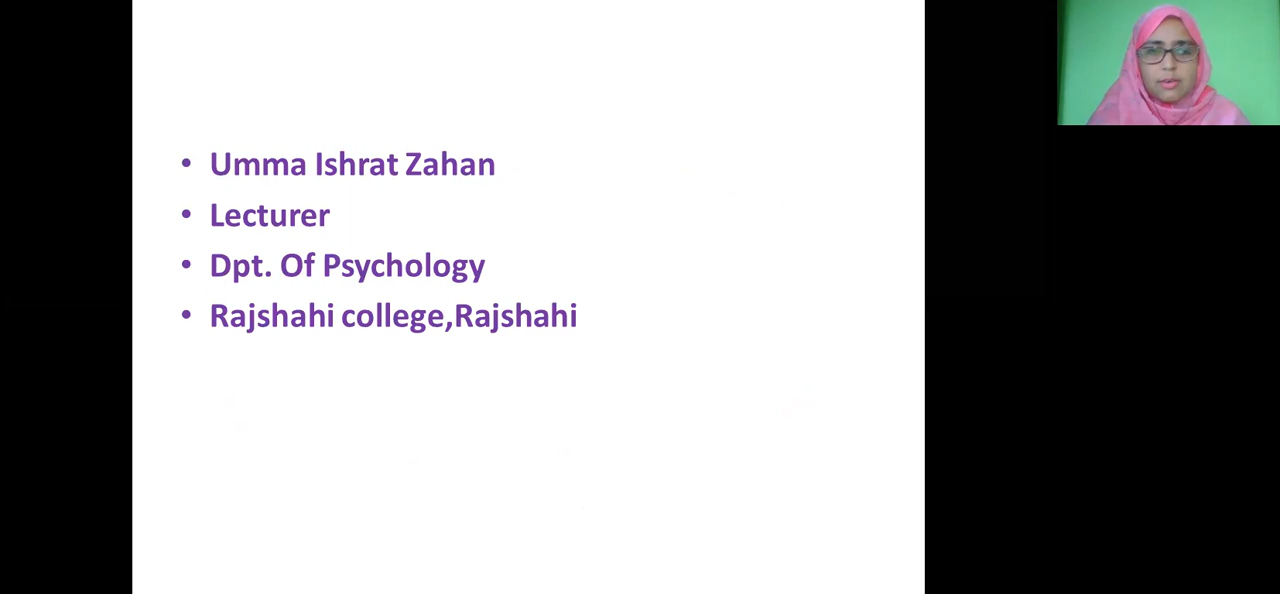 • Umma Ishrat Zahan
• Lecturer
• Dpt. Of Psychology
• Rajshahi college,Rajshahi